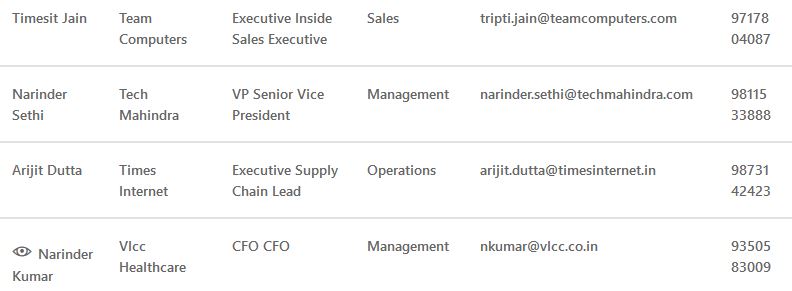 Timesit Jain Team Executive Inside Sales tripti.jain@teamcomputers.com 97178
Computers Sales Executive 04087
Narinder Tech VP Senior Vice Management narinder.sethi@techmahindra.com 98115
Sethi Mahindra President 33888
Arijit Dutta Times Executive Supply Operations arijit.dutta@timesinternet.in 98731
Internet Chain Lead 42423
Narinder Vlcc CFO CFO Management nkumar@vlcc.co.in 93505
Kumar Healthcare 83009